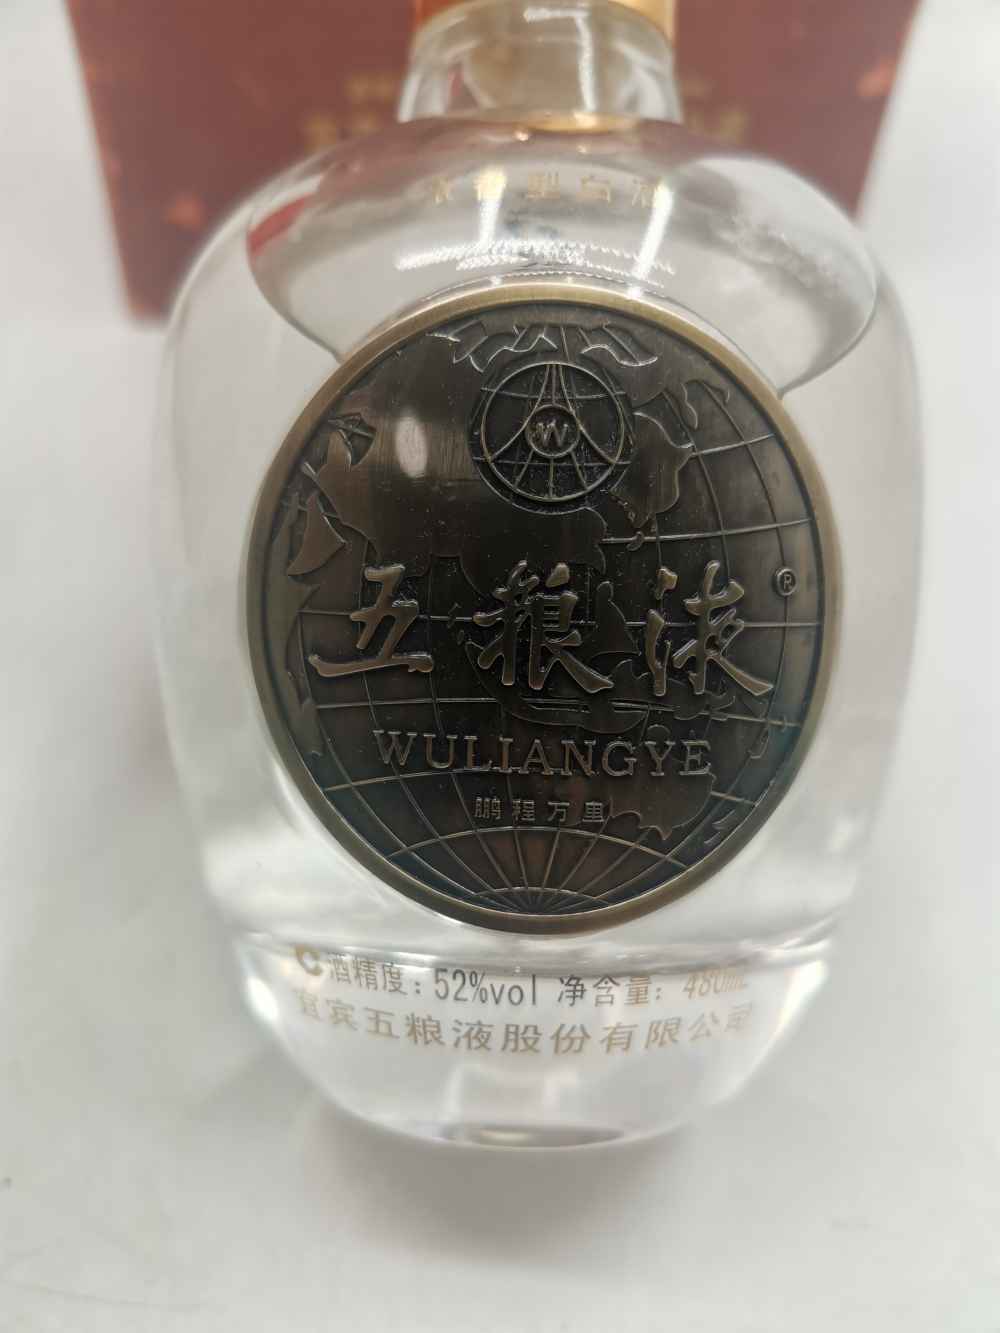 浓香型白酒
W
五粮液®
WULIANGYE
鹏程万里
C 酒精度：52%vol 净含量：480mL
宜宾五粮液股份有限公司